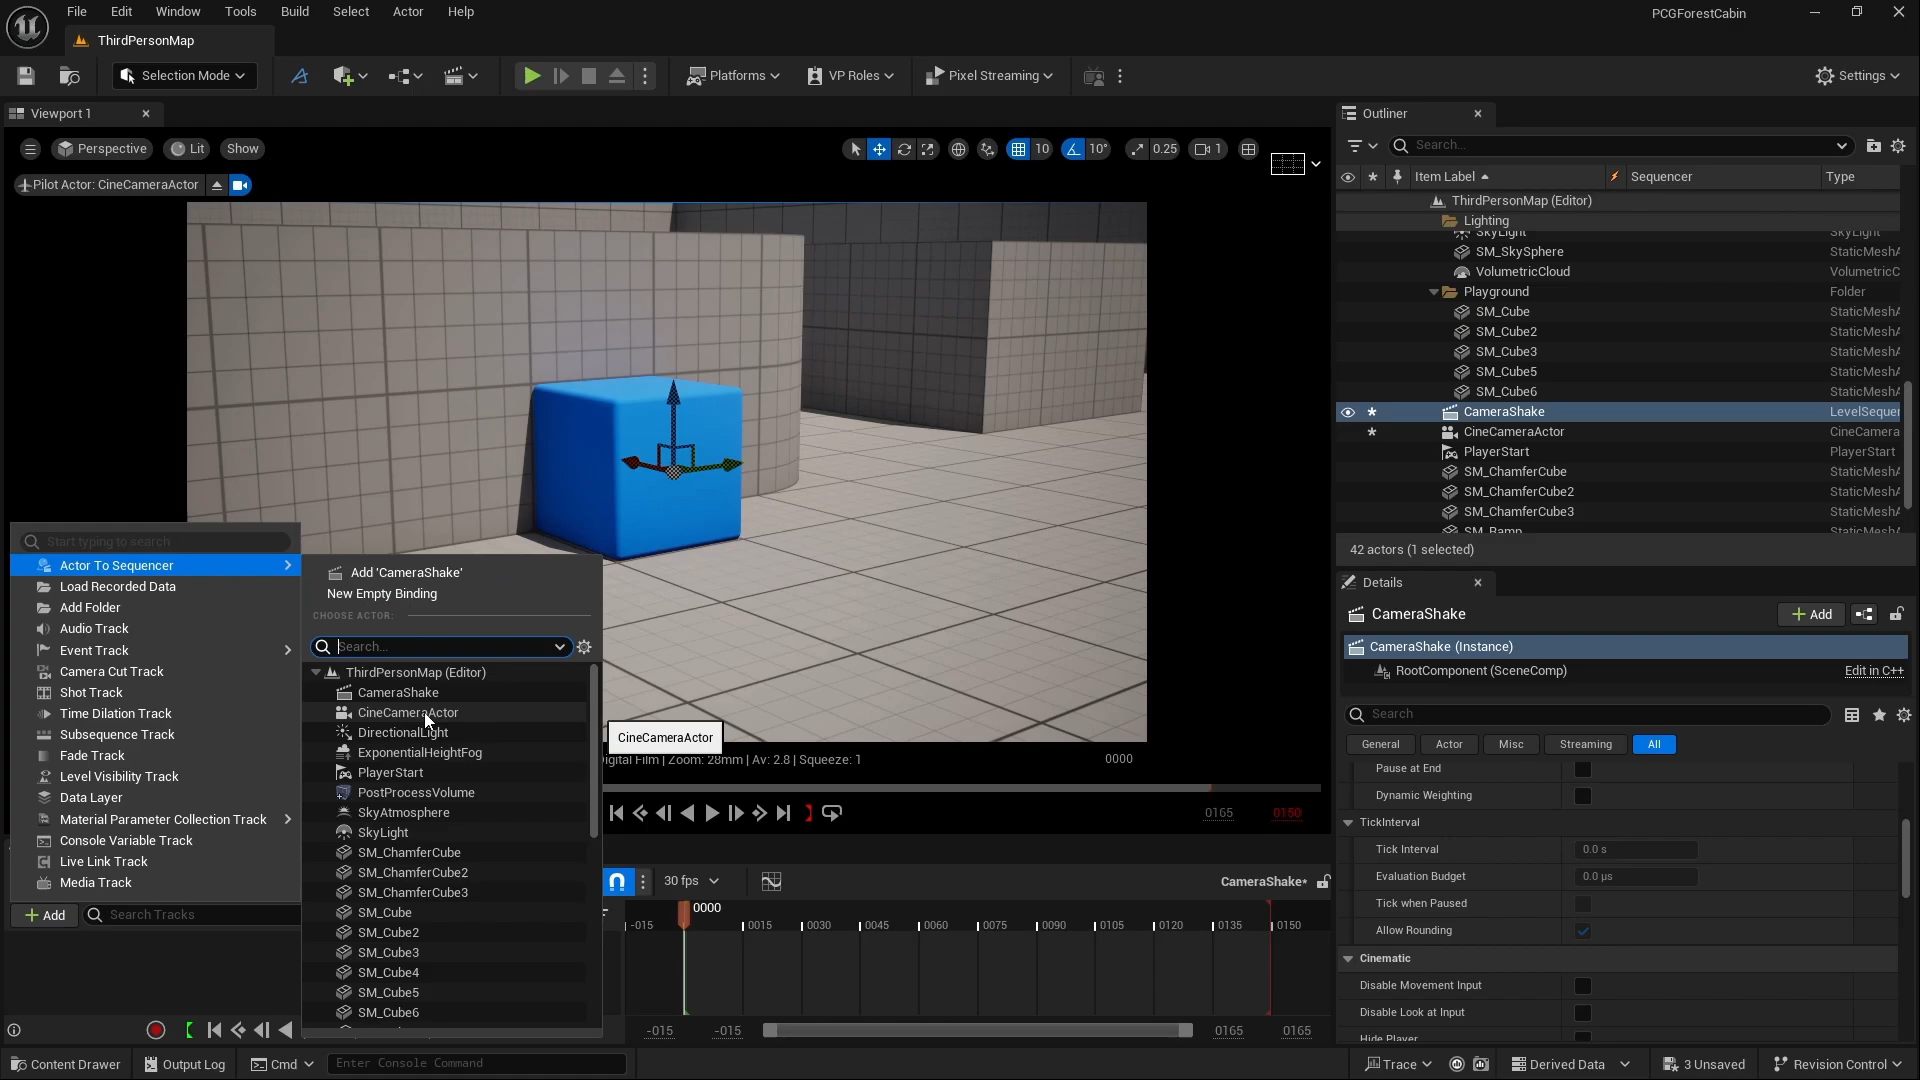 File Edit Window Tools Build Select Actor Help
PCGForestCabin
ThirdPersonMap
Selection Mode
Platforms
VP Roles
Pixel Streaming
Settings
Viewport 1
Perspective
Lit
Show
10
10°
0.25
1
Pilot Actor: CineCameraActor
Outliner
Search...
Item Label
Sequencer
Type
ThirdPersonMap (Editor)
Lighting
SkyLight SkyLight
SM_SkySphere StaticMeshA
VolumetricCloud VolumetricC
Playground Folder
SM_Cube StaticMeshA
SM_Cube2 StaticMeshA
SM_Cube3 StaticMeshA
SM_Cube5 StaticMeshA
SM_Cube6 StaticMeshA
CameraShake LevelSequen
CineCameraActor CineCamera
PlayerStart PlayerStart
SM_ChamferCube StaticMeshA
SM_ChamferCube2 StaticMeshA
SM_ChamferCube3 StaticMeshA
SM_Ramp
42 actors (1 selected)
Start typing to search
Actor To Sequencer
Load Recorded Data
Add Folder
Audio Track
Event Track
Camera Cut Track
Shot Track
Time Dilation Track
Subsequence Track
Fade Track
Level Visibility Track
Data Layer
Material Parameter Collection Track
Console Variable Track
Live Link Track
Media Track
Add
Search Tracks
Add 'CameraShake'
New Empty Binding
CHOOSE ACTOR:
Search...
ThirdPersonMap (Editor)
CameraShake
CineCameraActor
DirectionalLight
ExponentialHeightFog
PlayerStart
PostProcessVolume
SkyAtmosphere
SkyLight
SM_ChamferCube
SM_ChamferCube2
SM_ChamferCube3
SM_Cube
SM_Cube2
SM_Cube3
SM_Cube4
SM_Cube5
SM_Cube6
CineCameraActor
igital Film | Zoom: 28mm | Av: 2.8 | Squeeze: 1
0000
0165
0150
30 fps
CameraShake*
0000
-015 0015 0030 0045 0060 0075 0090 0105 0120 0135 0150
-015 -015 0165 0165
Details
CameraShake
Add
CameraShake (Instance)
RootComponent (SceneComp)
Edit in C++
Search
General Actor Misc Streaming All
Pause at End
Dynamic Weighting
TickInterval
Tick Interval 0.0 s
Evaluation Budget 0.0 µs
Tick when Paused
Allow Rounding
Cinematic
Disable Movement Input
Disable Look at Input
Hide Player
Content Drawer
Output Log
Cmd
Enter Console Command
Trace
Derived Data
3 Unsaved
Revision Control